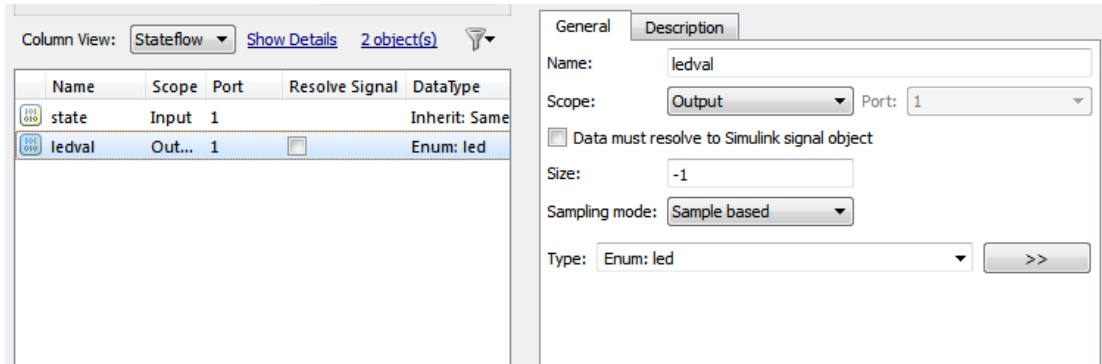 Column View: Stateflow Show Details 2 object(s)
Name Scope Port Resolve Signal DataType
state Input 1 Inherit: Same
ledval Out... 1 Enum: led
General Description
Name: ledval
Scope: Output Port: 1
Data must resolve to Simulink signal object
Size: -1
Sampling mode: Sample based
Type: Enum: led >>